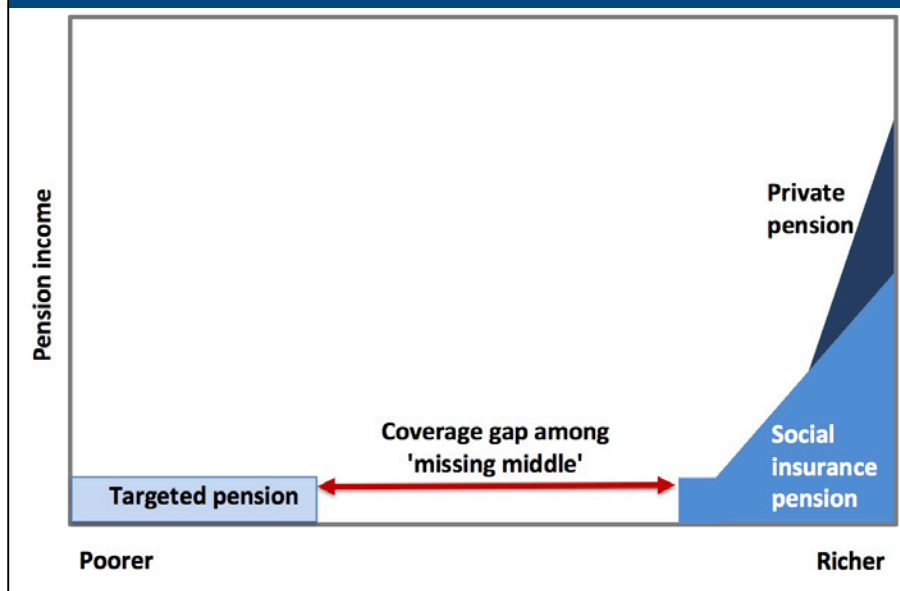 Private
pension
Pension income
Coverage gap among
'missing middle'
Social
insurance
pension
Targeted pension
Poorer
Richer